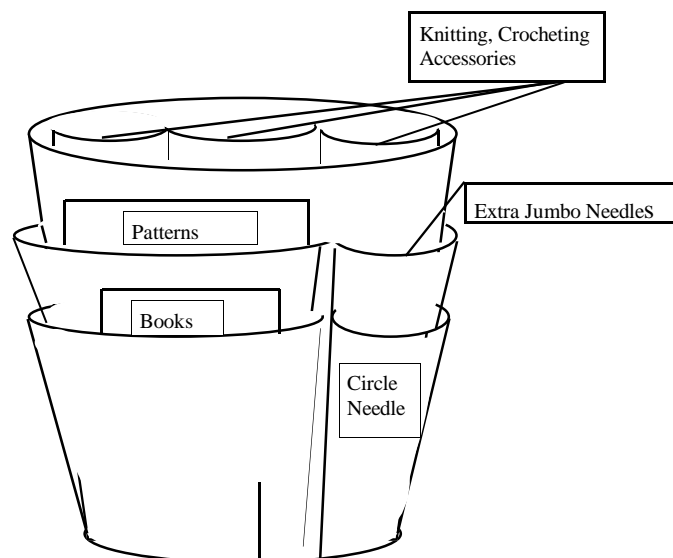 Knitting, Crocheting
Accessories
Extra Jumbo Needles
Patterns
Books
Circle
Needle